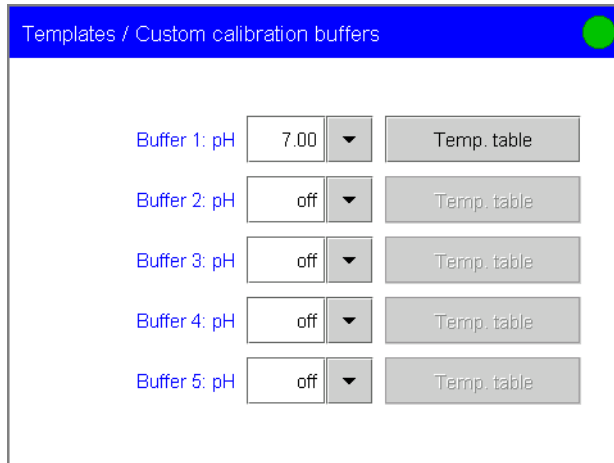 Templates / Custom calibration buffers
Buffer 1: pH 7.00 Temp. table
Buffer 2: pH off Temp. table
Buffer 3: pH off Temp. table
Buffer 4: pH off Temp. table
Buffer 5: pH off Temp. table